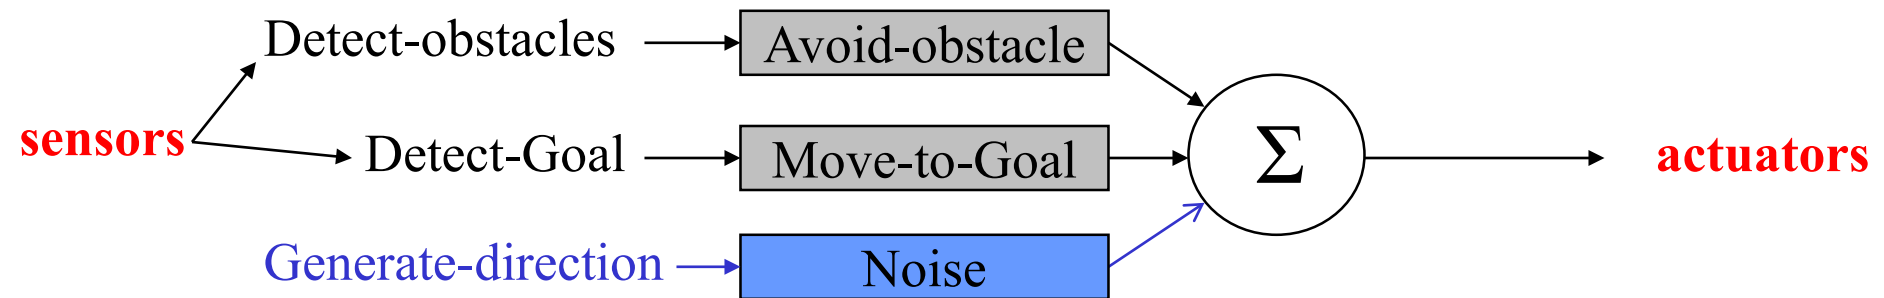 Detect-obstacles
Avoid-obstacle
sensors
Detect-Goal
Move-to-Goal
Σ
actuators
Generate-direction
Noise